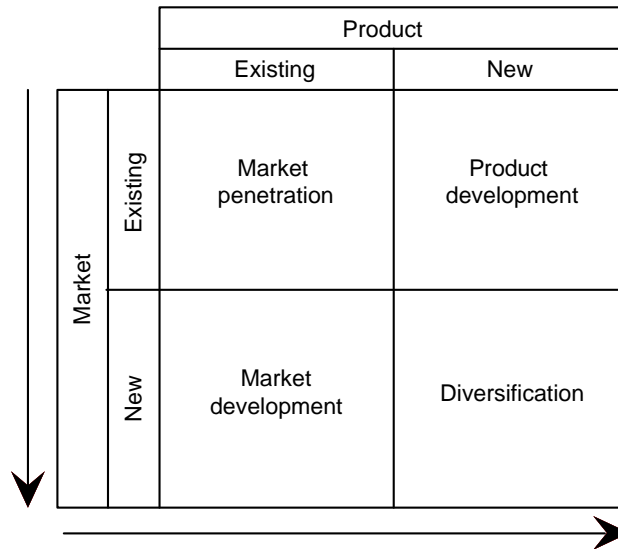 Product
Existing
New
Market
Existing
Market
penetration
Product
development
New
Market
development
Diversification